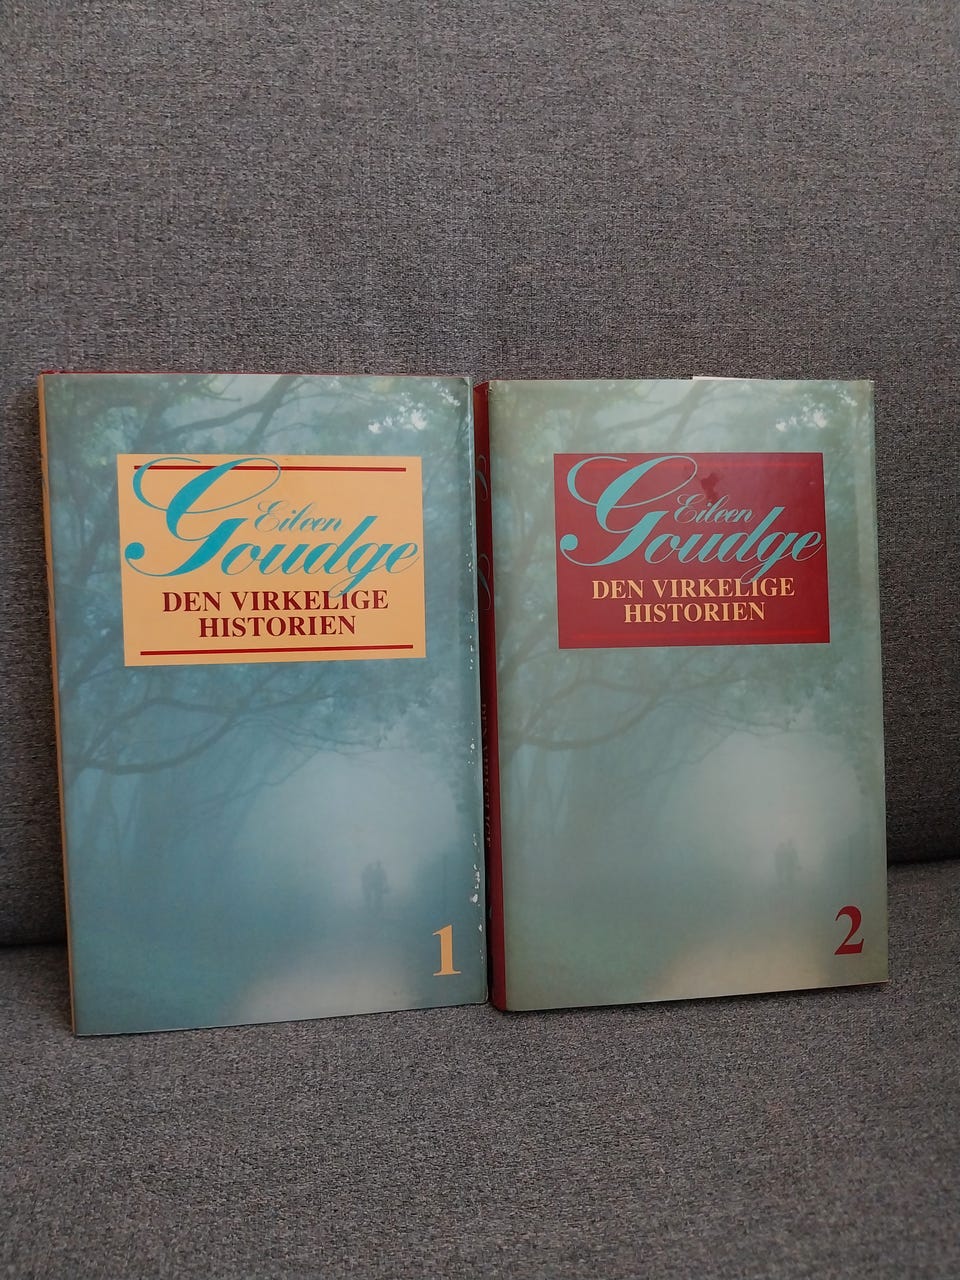 Eileen
Goudge
DEN VIRKELIGE
HISTORIEN
1
Eileen
Goudge
DEN VIRKELIGE
HISTORIEN
2